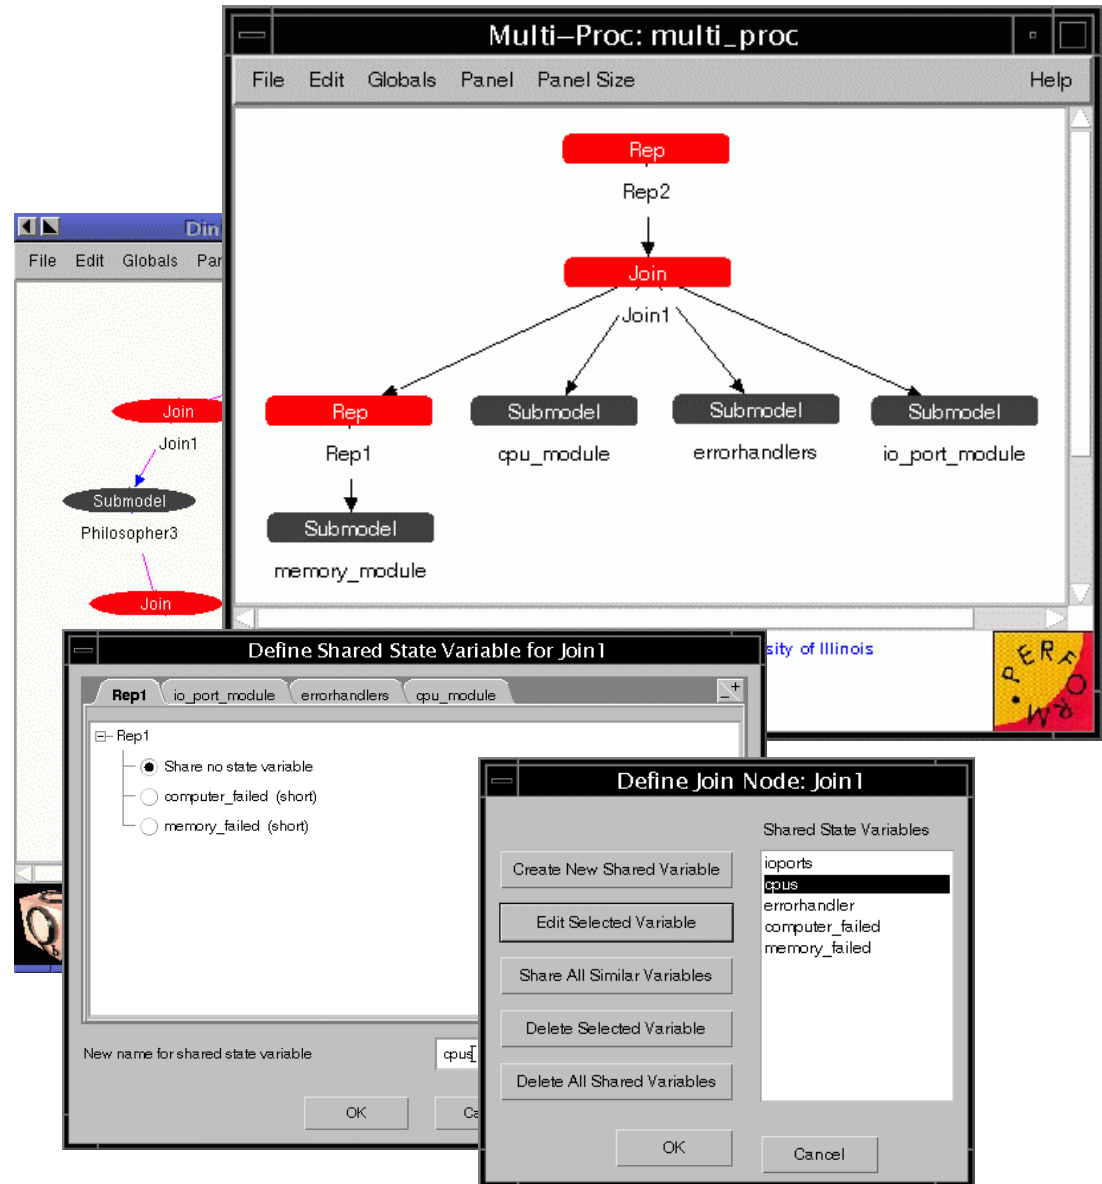 Multi-Proc: multi_proc
File Edit Globals Panel Panel Size Help
Rep
Rep2
Join
Join1
Rep Submodel Submodel Submodel
Rep1 cpu_module errorhandlers io_port_module
Submodel
memory_module
of Illinois
PERFORM
File Edit Globals
Join
Join1
Submodel
Philosopher3
Join
Define Shared State Variable for Join1
Rep1 io_port_module errorhandlers cpu_module
Rep1
Share no state variable
computer_failed (short)
memory_failed (short)
New name for shared state variable cpus
OK
Define Join Node: Join1
Shared State Variables
Create New Shared Variable
Edit Selected Variable
Share All Similar Variables
Delete Selected Variable
Delete All Shared Variables
ioports
cpus
errorhandler
computer_failed
memory_failed
OK Cancel